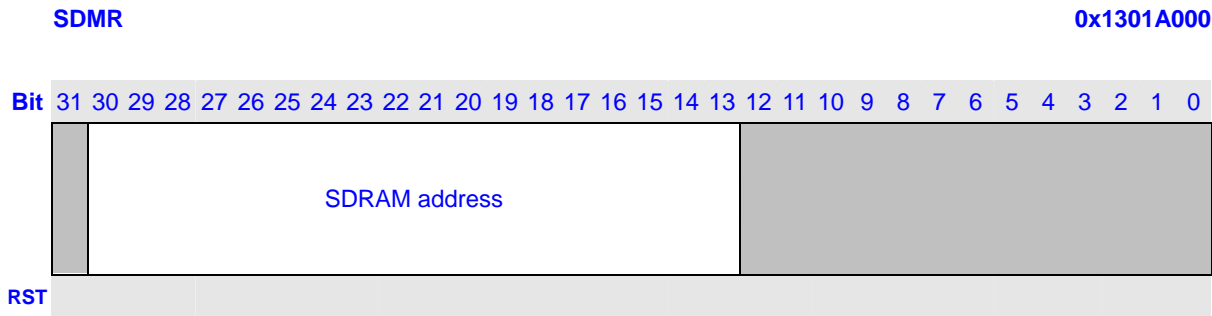 SDMR 0x1301A000
Bit 31 30 29 28 27 26 25 24 23 22 21 20 19 18 17 16 15 14 13 12 11 10 9 8 7 6 5 4 3 2 1 0
SDRAM address
RST